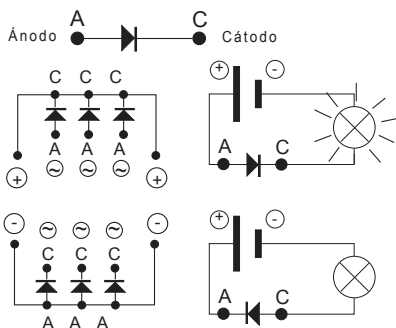 Ánodo A C Cátodo
C C C
A A A
~ ~ ~
+ +
+ -
A C
- ~ ~ ~ -
C C C
A A A
+ -
A C